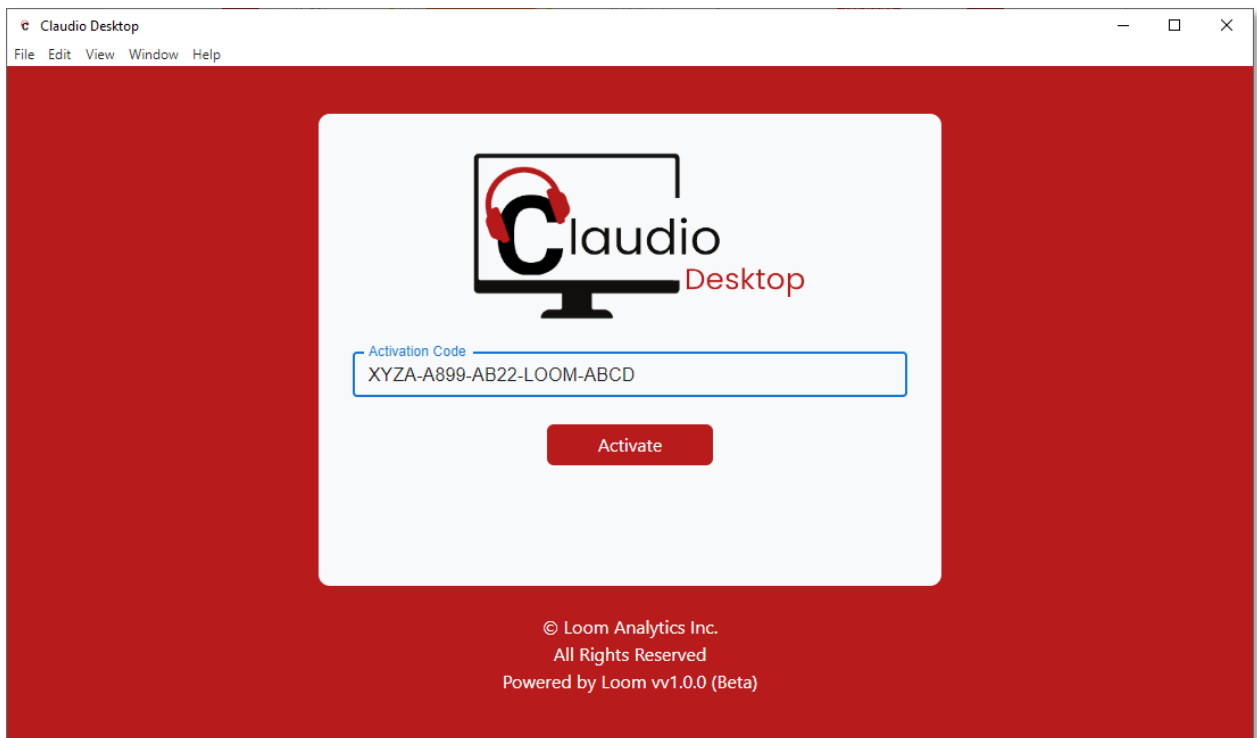 Claudio Desktop
File Edit View Window Help
Claudio
Desktop
Activation Code
XYZA-A899-AB22-LOOM-ABCD
Activate
© Loom Analytics Inc.
All Rights Reserved
Powered by Loom vv1.0.0 (Beta)